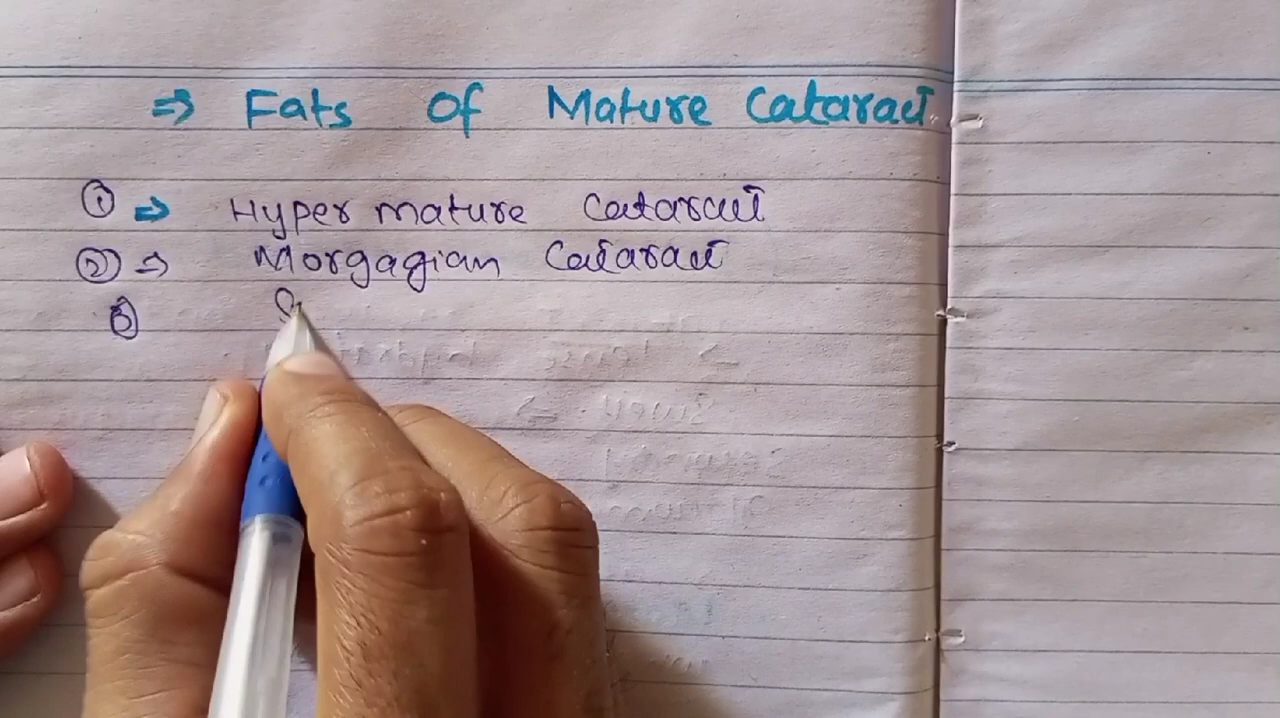 ⇒ Fats Of Mature Cataract
① ⇒ Hyper mature Cataract
② ⇒ Morgagian Cataract
③